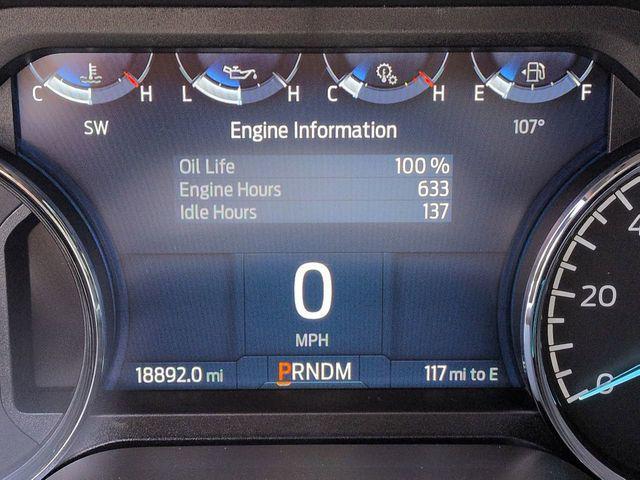 C H L H C H E F
SW Engine Information 107°
Oil Life 100 %
Engine Hours 633
Idle Hours 137
0
MPH
18892.0 mi PRNDM 117 mi to E
20
0